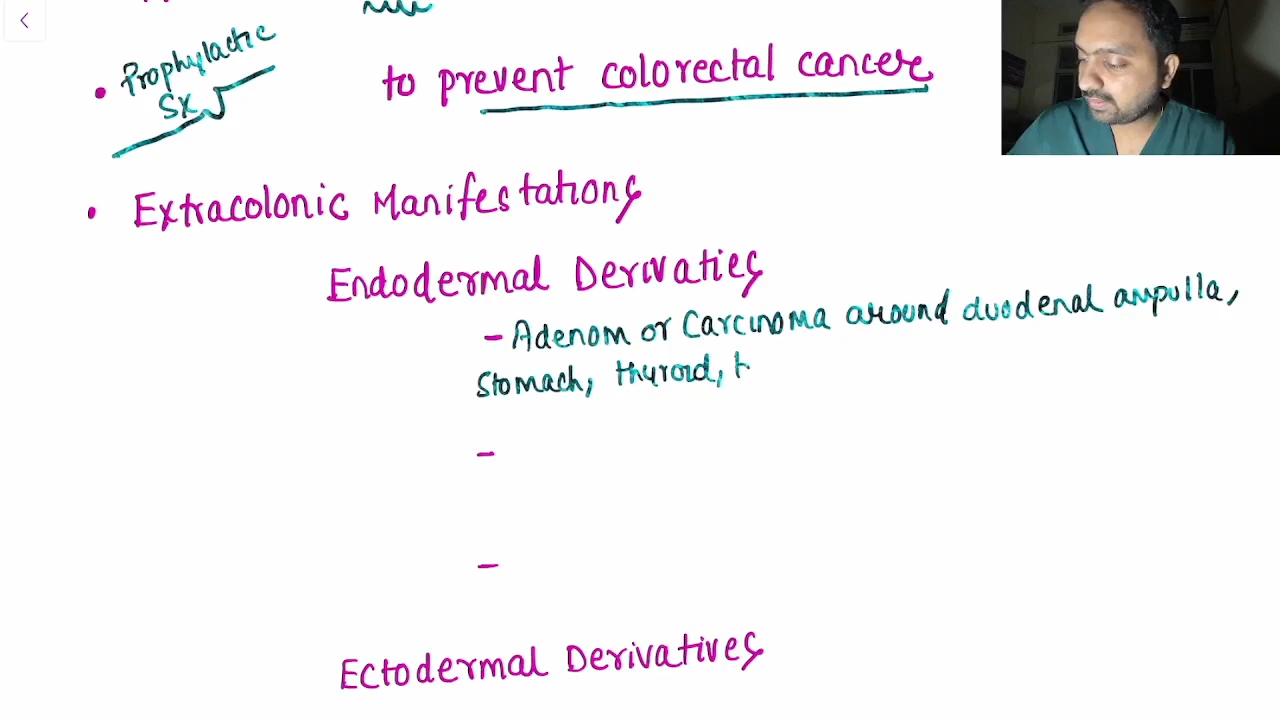 • Prophylactic
Sx
to prevent colorectal cancer
• Extracolonic Manifestations
Endodermal Derivaties
- Adenom or Carcinoma around duodenal ampulla,
Stomach, thyroid, t
-
-
Ectodermal Derivatives